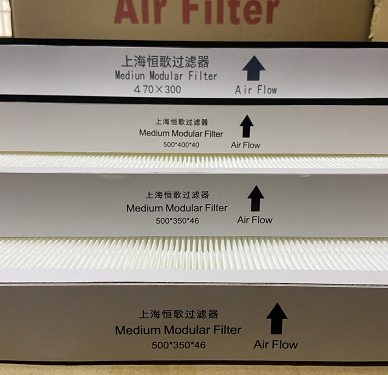 Air Filter
上海恒歌过滤器
Mediun Modular Filter
470×300
Air Flow
上海恒歌过滤器
Medium Modular Filter
500*400*40
Air Flow
上海恒歌过滤器
Medium Modular Filter
500*350*46
Air Flow
上海恒歌过滤器
Medium Modular Filter
500*350*46
Air Flow